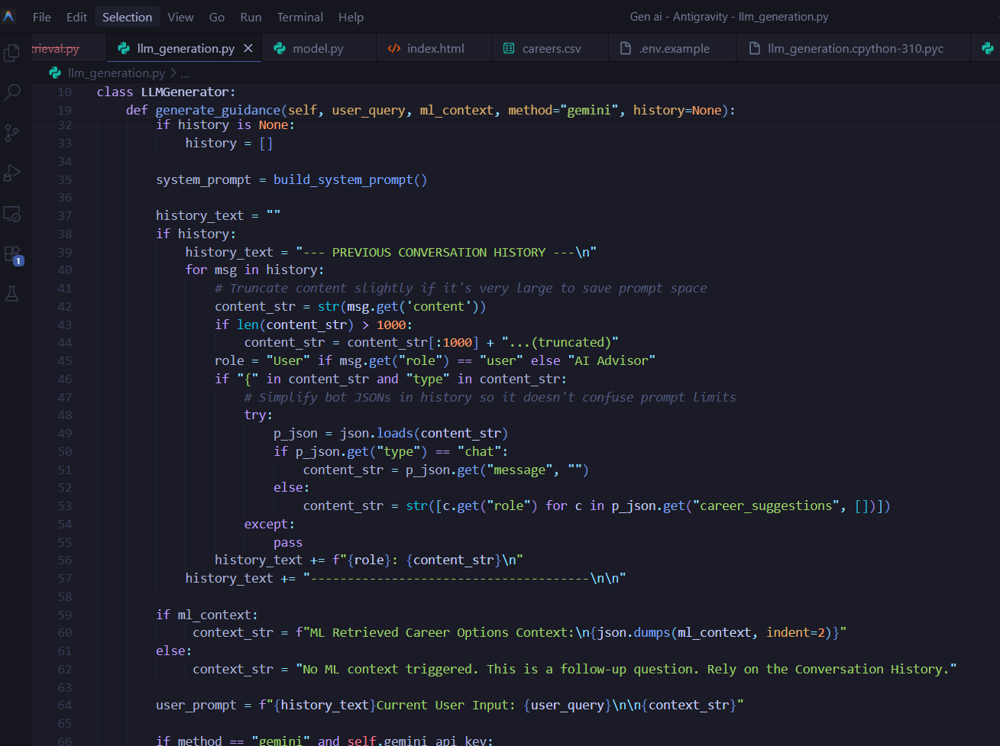 File Edit Selection View Go Run Terminal Help Gen ai - Antigravity - llm_generation.py
trieval.py llm_generation.py model.py index.html careers.csv .env.example llm_generation.cpython-310.pyc
llm_generation.py > ...
10 class LLMGenerator:
19 def generate_guidance(self, user_query, ml_context, method="gemini", history=None):
32 if history is None:
33 history = []
34
35 system_prompt = build_system_prompt()
36
37 history_text = ""
38 if history:
39 history_text = "--- PREVIOUS CONVERSATION HISTORY ---\n"
40 for msg in history:
41 # Truncate content slightly if it's very large to save prompt space
42 content_str = str(msg.get('content'))
43 if len(content_str) > 1000:
44 content_str = content_str[:1000] + "...(truncated)"
45 role = "User" if msg.get("role") == "user" else "AI Advisor"
46 if "{" in content_str and "type" in content_str:
47 # Simplify bot JSONs in history so it doesn't confuse prompt limits
48 try:
49 p_json = json.loads(content_str)
50 if p_json.get("type") == "chat":
51 content_str = p_json.get("message", "")
52 else:
53 content_str = str([c.get("role") for c in p_json.get("career_suggestions", [])])
54 except:
55 pass
56 history_text += f"{role}: {content_str}\n"
57 history_text += "--------------------------------------\n\n"
58
59 if ml_context:
60 context_str = f"ML Retrieved Career Options Context:\n{json.dumps(ml_context, indent=2)}"
61 else:
62 context_str = "No ML context triggered. This is a follow-up question. Rely on the Conversation History."
63
64 user_prompt = f"{history_text}Current User Input: {user_query}\n\n{context_str}"
65
66 if method == "gemini" and self.gemini_api_key:
1